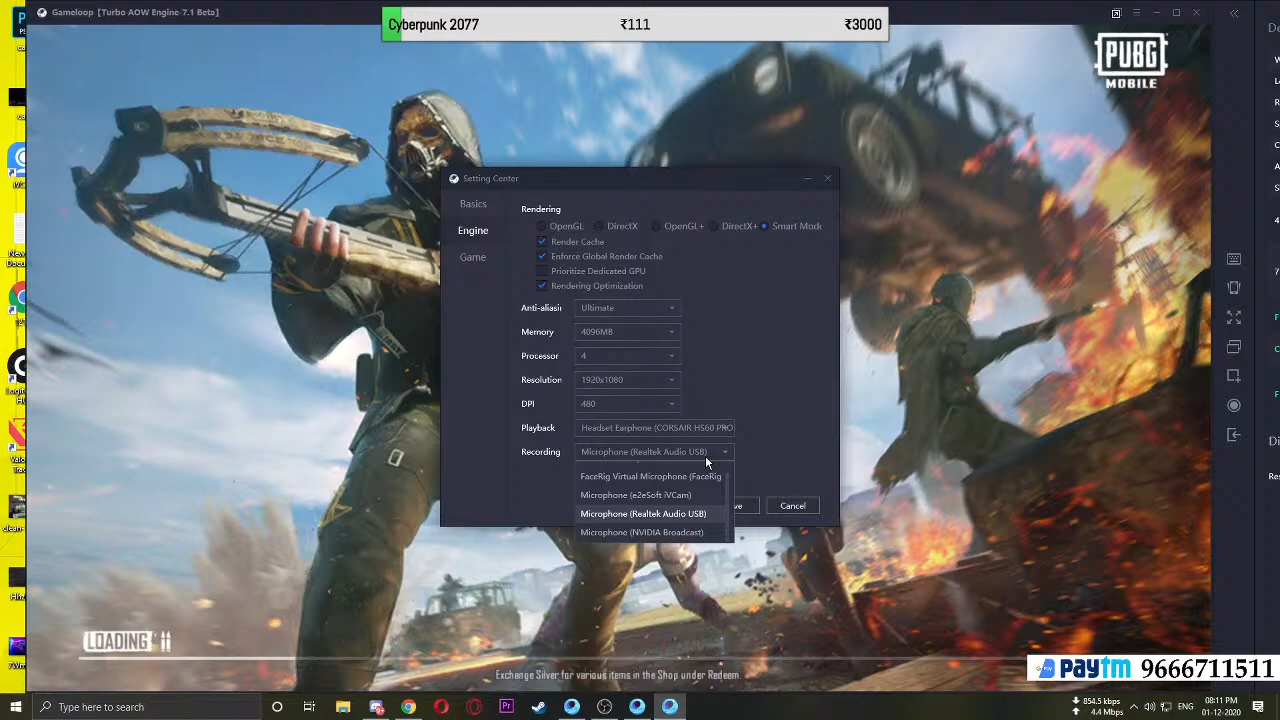 Gameloop [Turbo AOW Engine-7.1 Beta]
Cyberpunk 2077 ₹111 ₹3000
PUBG
MOBILE
Setting Center
Basics
Engine
Game
Rendering
OpenGL DirectX OpenGL+ DirectX+ Smart Mode
Render Cache
Enforce Global Render Cache
Prioritize Dedicated GPU
Rendering Optimization
Anti-aliasir Ultimate
Memory 4096MB
Processor 4
Resolution 1920x1080
DPI 480
Playback Headset Earphone (CORSAIR HS60 PRO
Recording Microphone (Realtek Audio USB)
FaceRig Virtual Microphone (FaceRig
Microphone (e2eSoft iVCam)
Microphone (Realtek Audio USB)
Microphone (NVIDIA Broadcast)
ve Cancel
LOADING
Exchange Silver for various items in the Shop under Redeem.
G Pay paytm 9666711511
Type here to search
854.5 kbps
4.4 Mbps
08:11 PM
01-12-2020